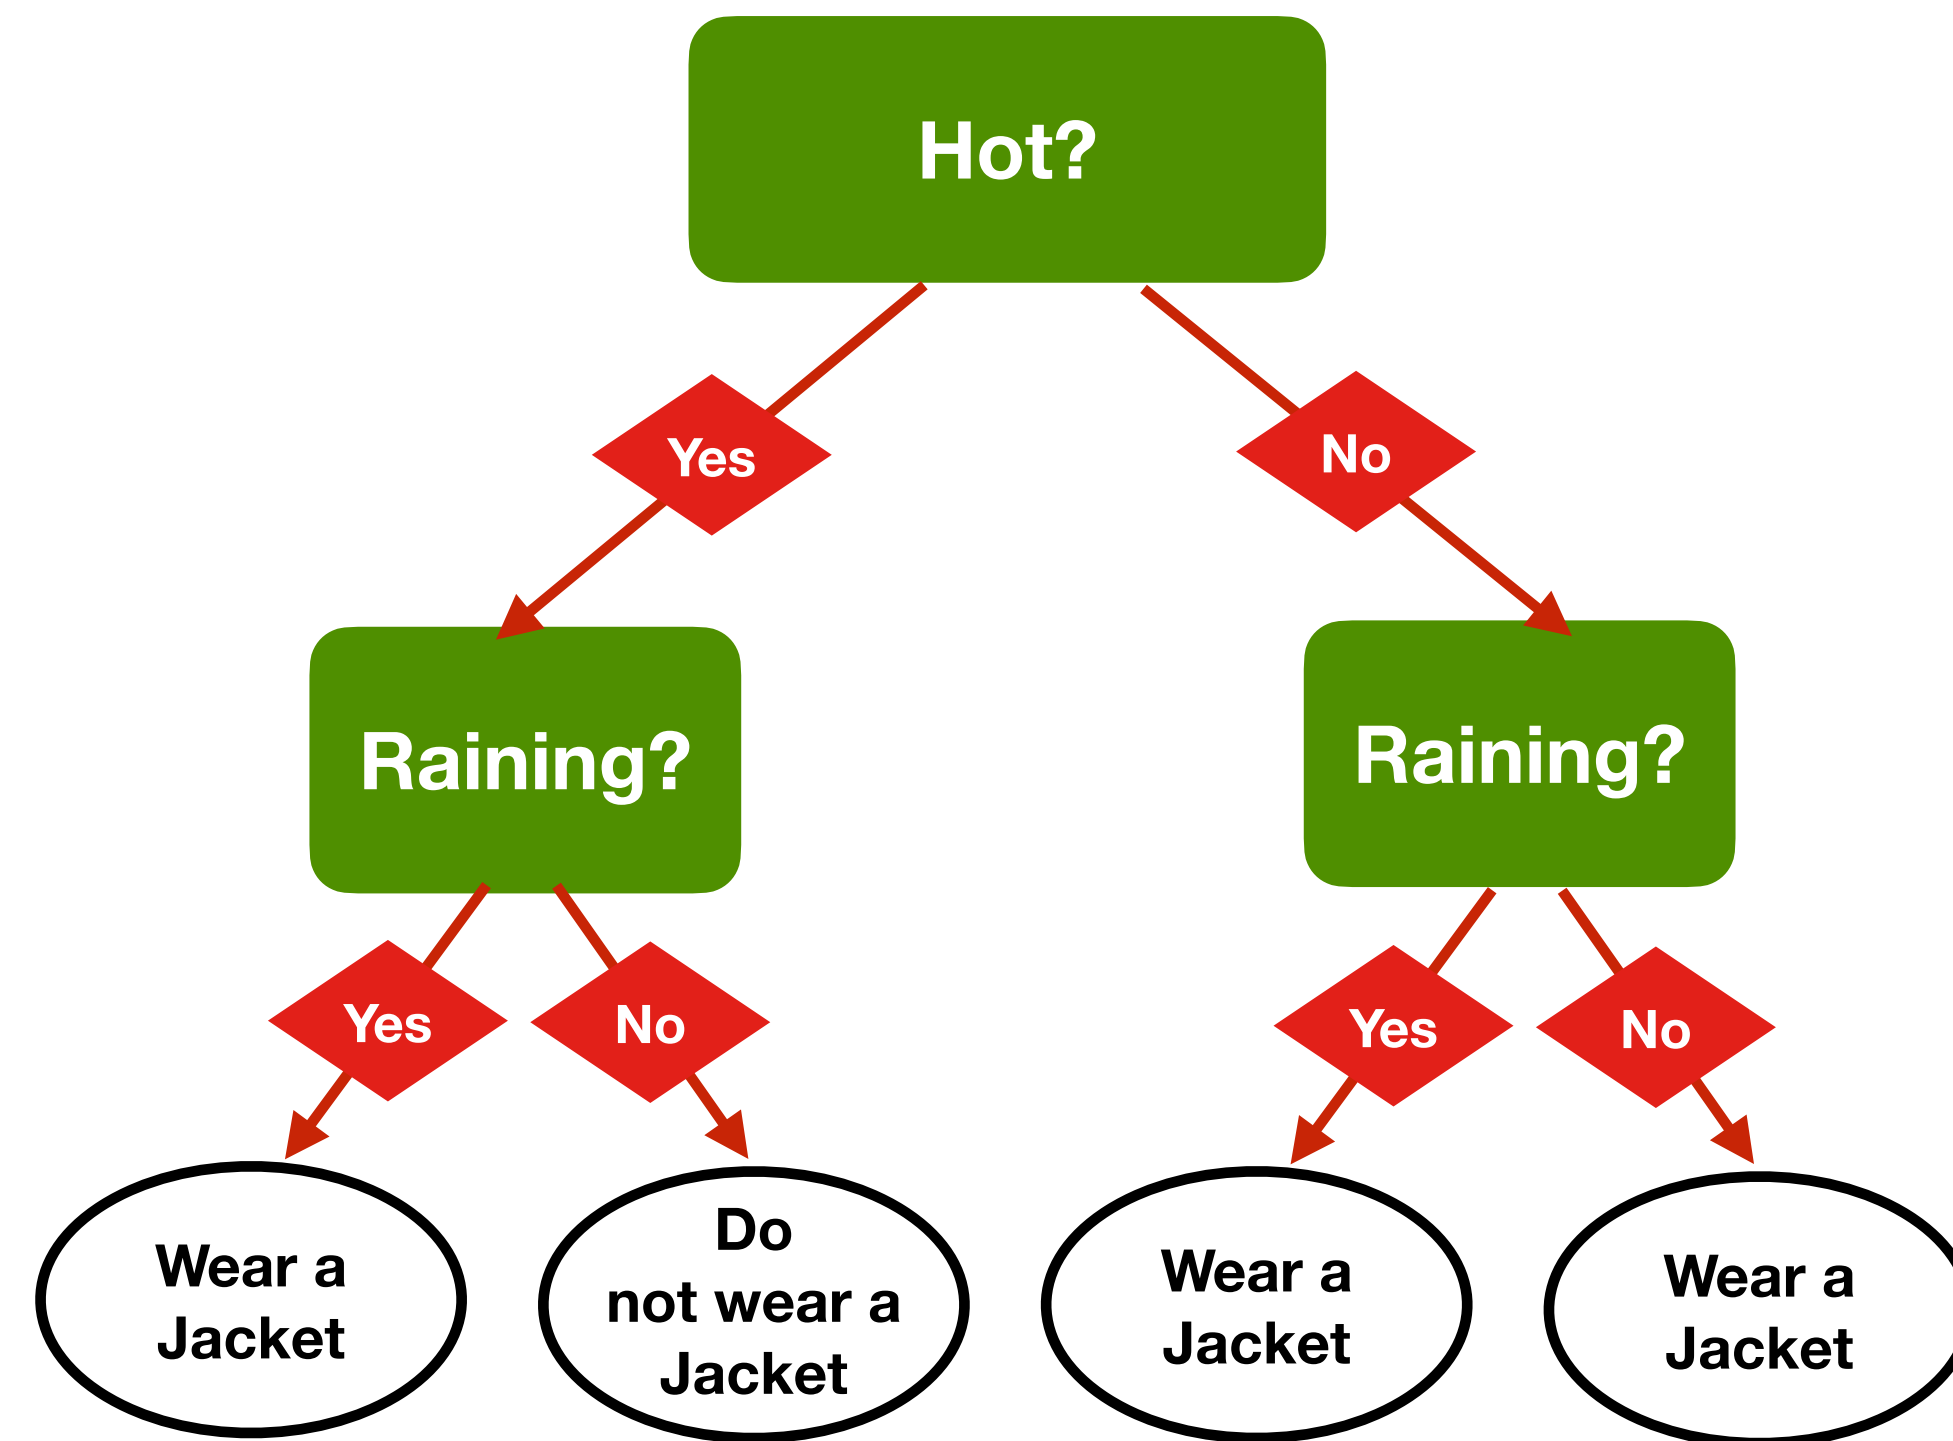 Hot?
Yes
No
Raining?
Raining?
Yes
No
Yes
No
Wear a
Jacket
Do
not wear a
Jacket
Wear a
Jacket
Wear a
Jacket